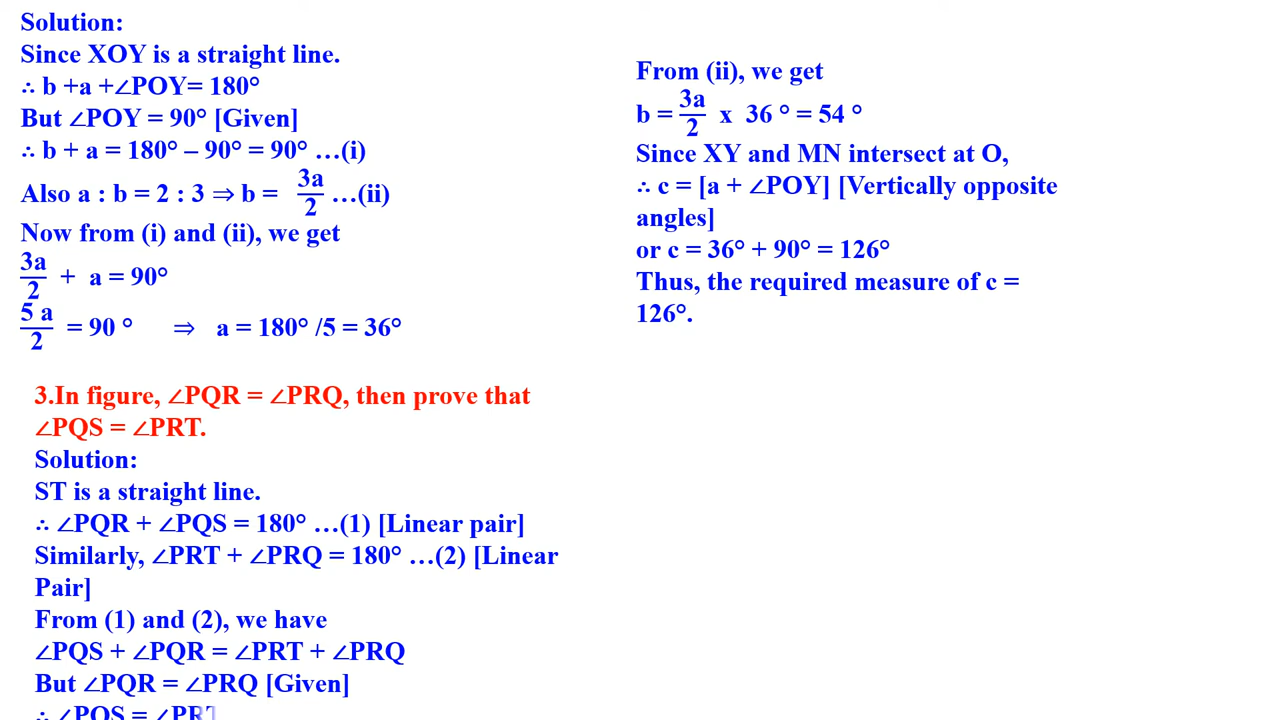 Solution:
Since XOY is a straight line.
∴ b +a +∠POY= 180°
But ∠POY = 90° [Given]
∴ b + a = 180° – 90° = 90° …(i)
Also a : b = 2 : 3 ⇒ b = 3a/2 …(ii)
Now from (i) and (ii), we get
3a/2 + a = 90°
5 a/2 = 90 ° ⇒ a = 180° /5 = 36°
From (ii), we get
b = 3a/2 x 36 ° = 54 °
Since XY and MN intersect at O,
∴ c = [a + ∠POY] [Vertically opposite
angles]
or c = 36° + 90° = 126°
Thus, the required measure of c =
126°.
3.In figure, ∠PQR = ∠PRQ, then prove that
∠PQS = ∠PRT.
Solution:
ST is a straight line.
∴ ∠PQR + ∠PQS = 180° …(1) [Linear pair]
Similarly, ∠PRT + ∠PRQ = 180° …(2) [Linear
Pair]
From (1) and (2), we have
∠PQS + ∠PQR = ∠PRT + ∠PRQ
But ∠PQR = ∠PRQ [Given]
∴ ∠PQS = ∠PRT